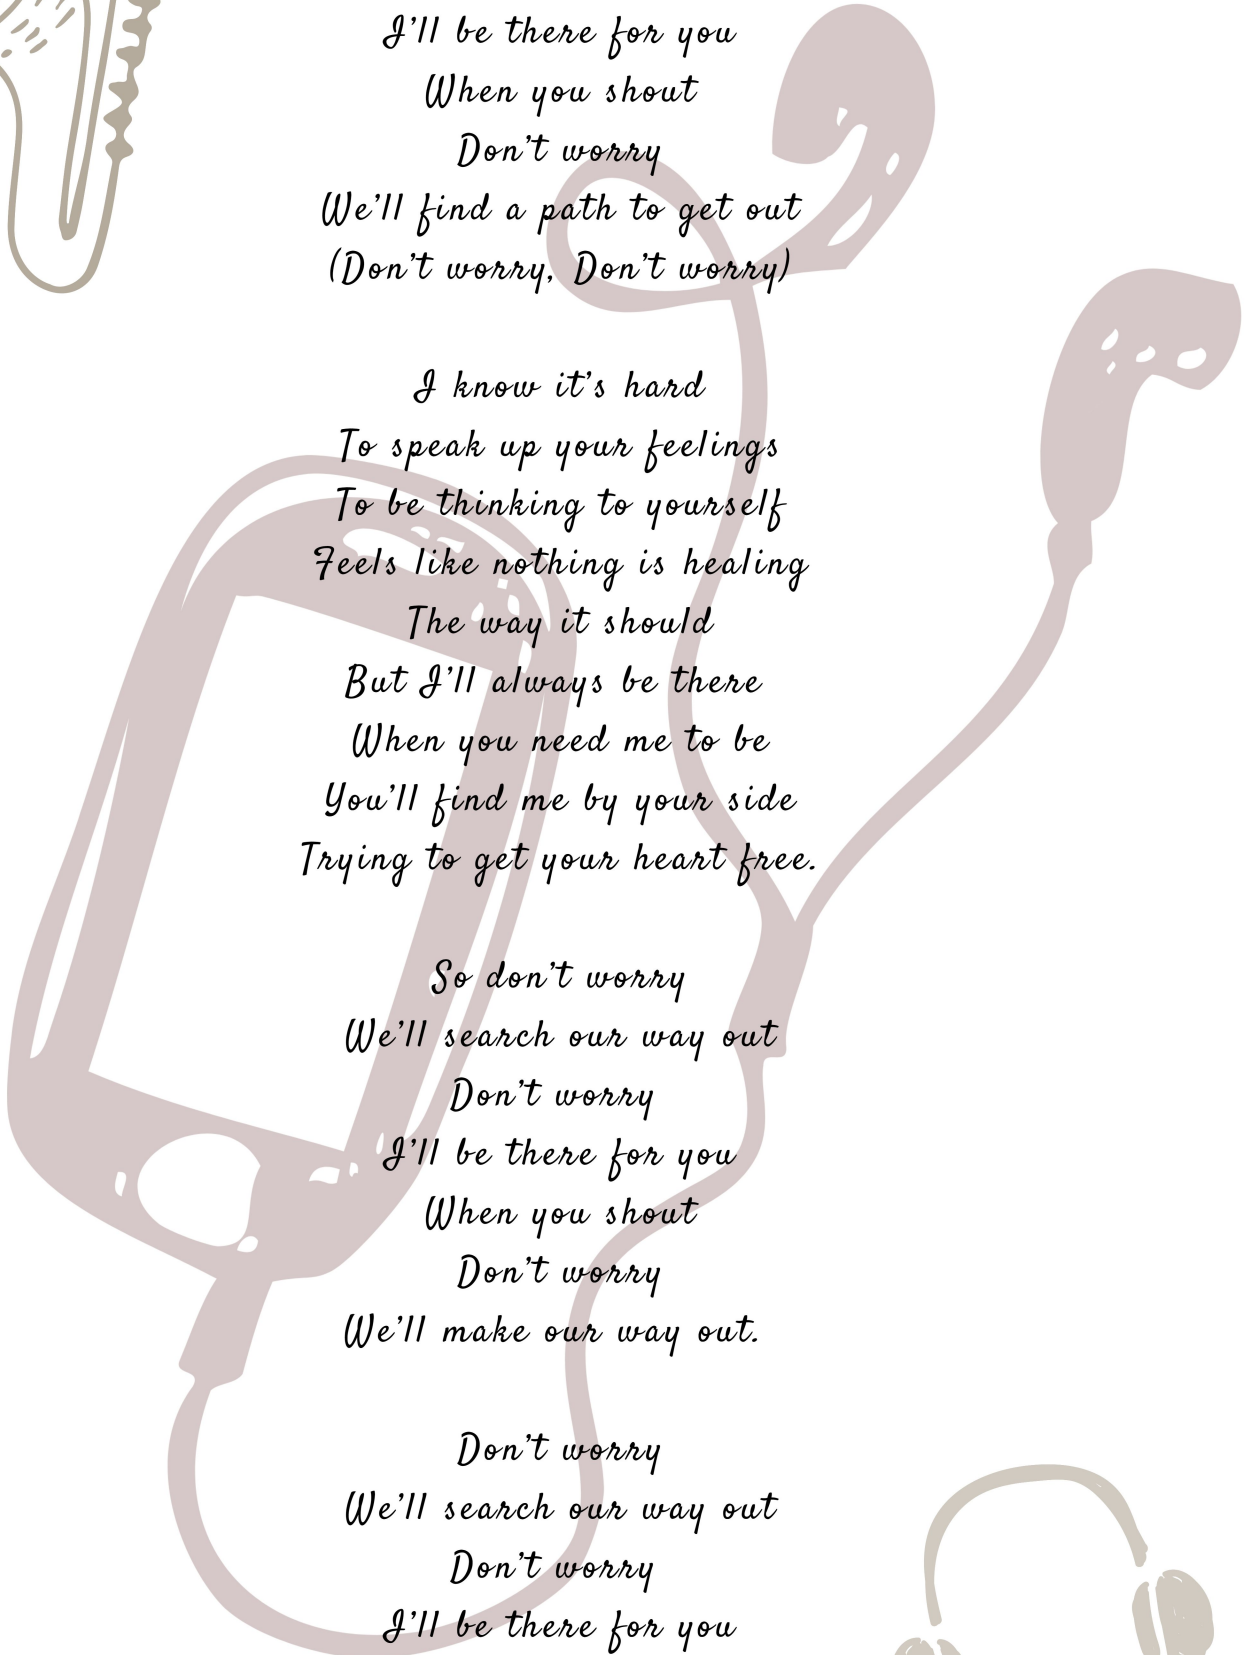 I'll be there for you
When you shout
Don't worry
We'll find a path to get out
(Don't worry, Don't worry)
I know it's hard
To speak up your feelings
To be thinking to yourself
Feels like nothing is healing
The way it should
But I'll always be there
When you need me to be
You'll find me by your side
Trying to get your heart free.
So don't worry
We'll search our way out
Don't worry
I'll be there for you
When you shout
Don't worry
We'll make our way out.
Don't worry
We'll search our way out
Don't worry
I'll be there for you